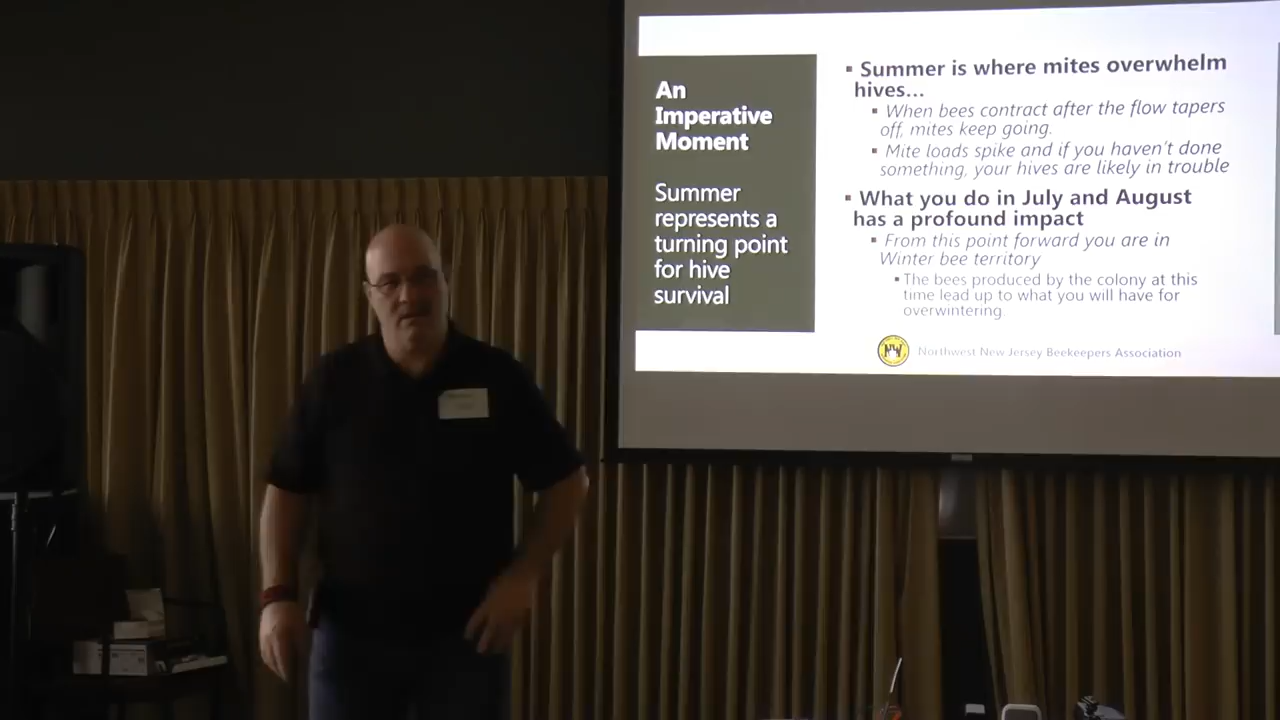 An
Imperative
Moment
Summer
represents a
turning point
for hive
survival
▪ Summer is where mites overwhelm
hives...
▪ When bees contract after the flow tapers
off, mites keep going.
▪ Mite loads spike and if you haven't done
something, your hives are likely in trouble
▪ What you do in July and August
has a profound impact
▪ From this point forward you are in
Winter bee territory
▪ The bees produced by the colony at this
time lead up to what you will have for
overwintering.
NW
Northwest New Jersey Beekeepers Association